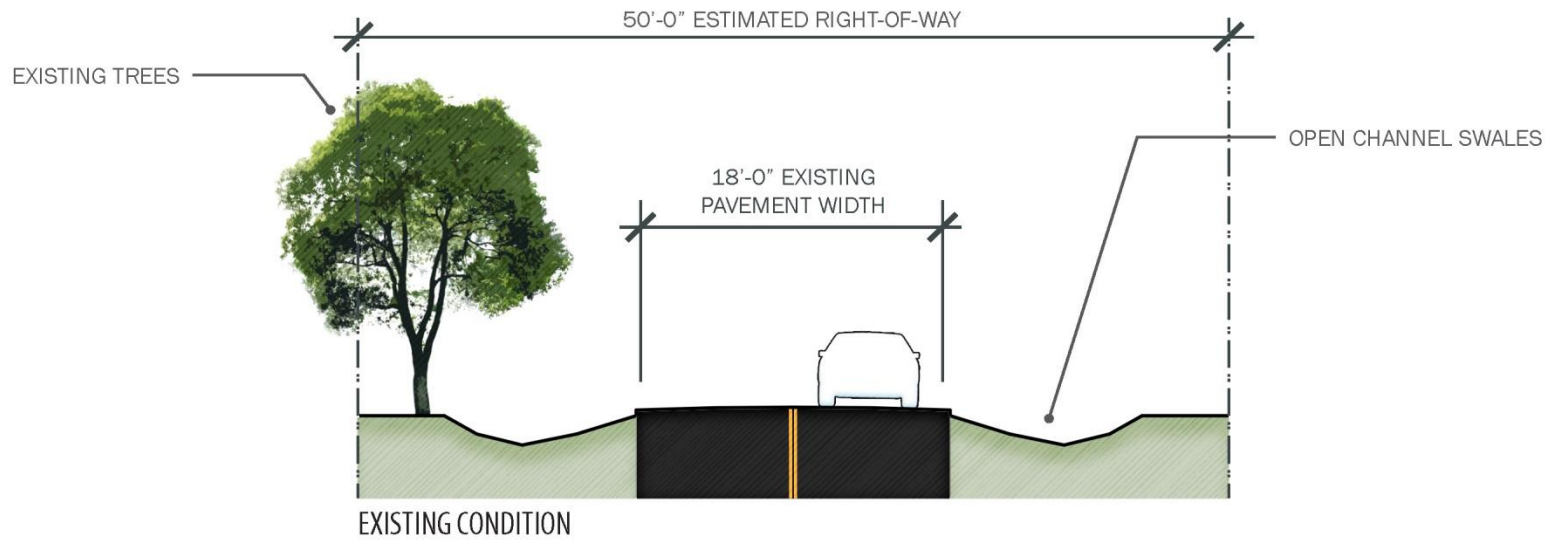 50'-0" ESTIMATED RIGHT-OF-WAY
EXISTING TREES
OPEN CHANNEL SWALES
18'-0" EXISTING
PAVEMENT WIDTH
EXISTING CONDITION